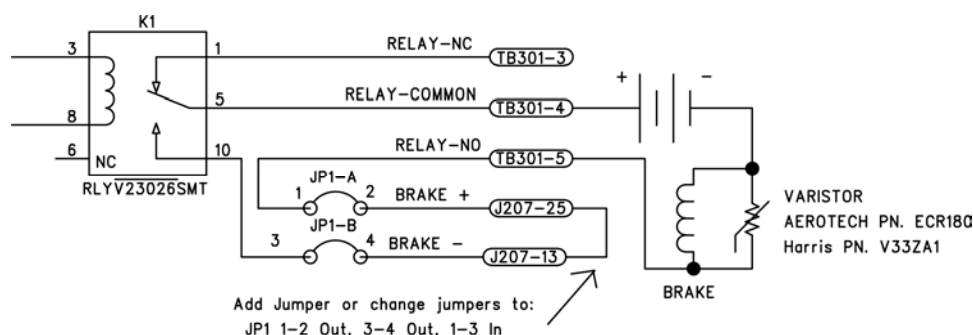 K1
3
1
RELAY-NC
TB301-3
+
-
5
RELAY-COMMON
TB301-4
8
6
NC
10
RELAY-NO
TB301-5
RLYV23026SMT
JP1-A
1
2
BRAKE +
J207-25
VARISTOR
AEROTECH PN. ECR180
Harris PN. V33ZA1
JP1-B
3
4
BRAKE -
J207-13
BRAKE
Add Jumper or change jumpers to:
JP1 1-2 Out, 3-4 Out, 1-3 In